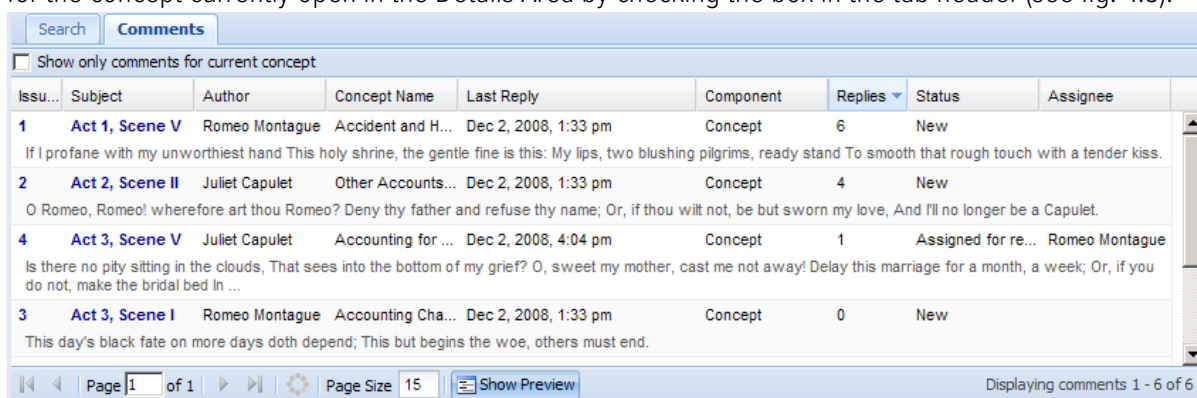 for the concept currently open in the Details Area by checking the box in the tab header (see fig. 4.8).
Search Comments
Show only comments for current concept
Issu... Subject Author Concept Name Last Reply Component Replies Status Assignee
1 Act 1, Scene V Romeo Montague Accident and H... Dec 2, 2008, 1:33 pm Concept 6 New
If I profane with my unworthiest hand This holy shrine, the gentle fine is this: My lips, two blushing pilgrims, ready stand To smooth that rough touch with a tender kiss.
2 Act 2, Scene II Juliet Capulet Other Accounts... Dec 2, 2008, 1:33 pm Concept 4 New
O Romeo, Romeo! wherefore art thou Romeo? Deny thy father and refuse thy name; Or, if thou wilt not, be but sworn my love, And I'll no longer be a Capulet.
4 Act 3, Scene V Juliet Capulet Accounting for ... Dec 2, 2008, 4:04 pm Concept 1 Assigned for re... Romeo Montague
Is there no pity sitting in the clouds, That sees into the bottom of my grief? O, sweet my mother, cast me not away! Delay this marriage for a month, a week; Or, if you
do not, make the bridal bed In ...
3 Act 3, Scene I Romeo Montague Accounting Cha... Dec 2, 2008, 1:33 pm Concept 0 New
This day's black fate on more days doth depend; This but begins the woe, others must end.
Page 1 of 1 Page Size 15 Show Preview Displaying comments 1 - 6 of 6